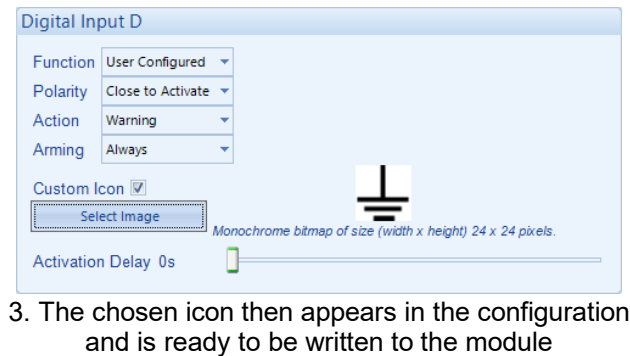 Digital Input D
Function User Configured
Polarity Close to Activate
Action Warning
Arming Always
Custom Icon
Select Image
Monochrome bitmap of size (width x height) 24 x 24 pixels.
Activation Delay 0s
3. The chosen icon then appears in the configuration
and is ready to be written to the module